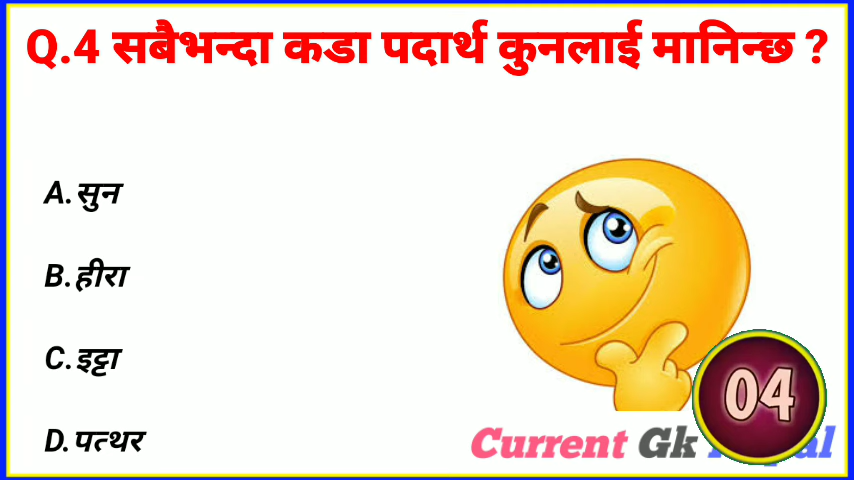 Q.4 सबैभन्दा कडा पदार्थ कुनलाई मानिन्छ ?
A. सुन
B. हीरा
C. इट्टा
D. पत्थर
04
Current Gk